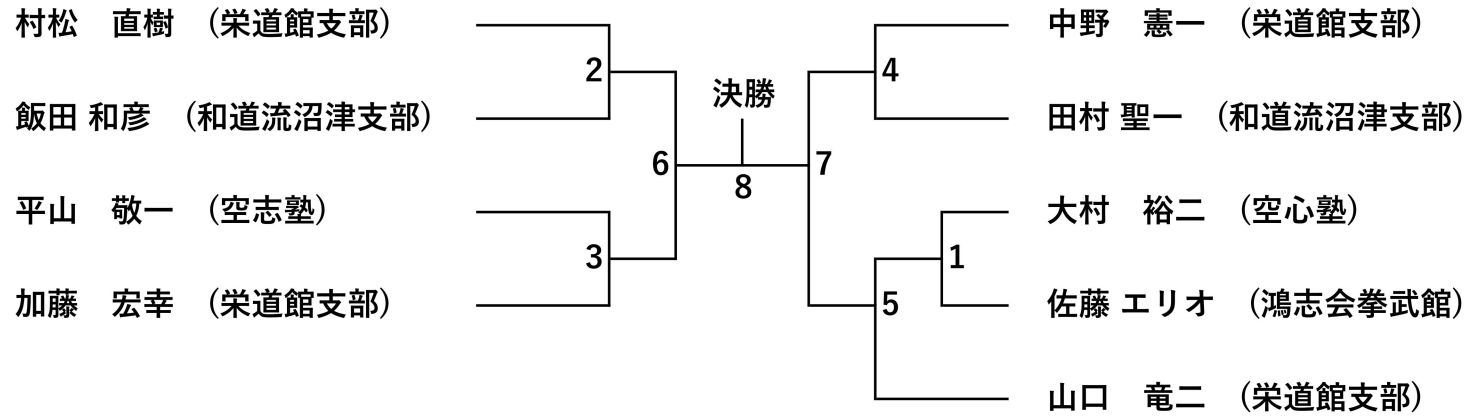 村松　直樹　（栄道館支部）
飯田 和彦　（和道流沼津支部）
平山　敬一　（空志塾）
加藤　宏幸　（栄道館支部）
2
3
6
決勝
8
7
4
5
1
中野　憲一　（栄道館支部）
田村 聖一　（和道流沼津支部）
大村　裕二　（空心塾）
佐藤 エリオ　（鴻志会拳武館）
山口　竜二　（栄道館支部）